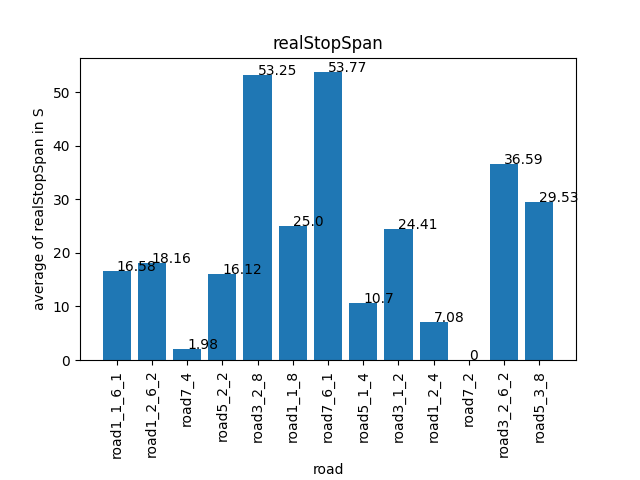 realStopSpan
average of realStopSpan in S
50
40
30
20
10
0
16.58
18.16
1.98
16.12
53.25
25.0
53.77
10.7
24.41
7.08
0
36.59
29.53
road1_1_6_1
road1_2_6_2
road7_4
road5_2_2
road3_2_8
road1_1_8
road7_6_1
road5_1_4
road3_1_2
road1_2_4
road7_2
road3_2_6_2
road5_3_8
road